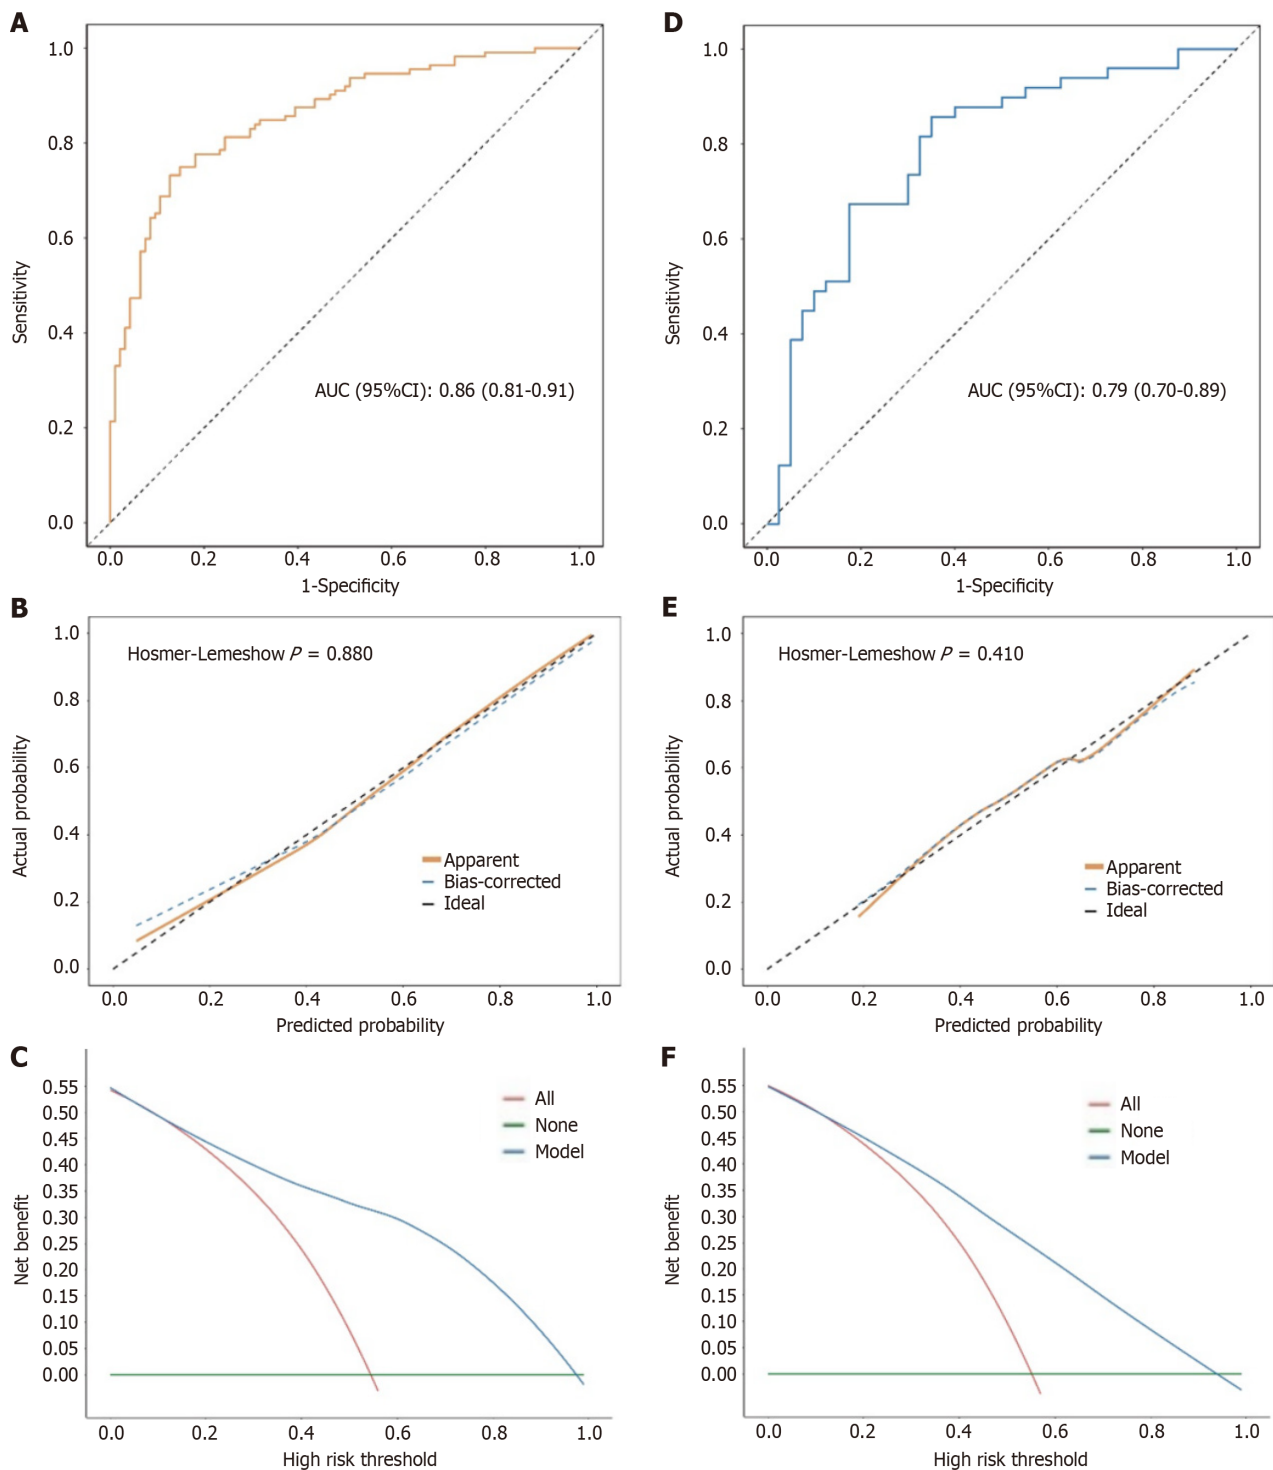 A
1.0
0.8
0.6
0.4
0.2
0.0
Sensitivity
AUC (95%CI): 0.86 (0.81-0.91)
0.0 0.2 0.4 0.6 0.8 1.0
1-Specificity
D
1.0
0.8
0.6
0.4
0.2
0.0
Sensitivity
AUC (95%CI): 0.79 (0.70-0.89)
0.0 0.2 0.4 0.6 0.8 1.0
1-Specificity
B
1.0
0.8
0.6
0.4
0.2
0.0
Actual probability
Hosmer-Lemeshow P = 0.880
Apparent
Bias-corrected
Ideal
0.0 0.2 0.4 0.6 0.8 1.0
Predicted probability
E
1.0
0.8
0.6
0.4
0.2
0.0
Actual probability
Hosmer-Lemeshow P = 0.410
Apparent
Bias-corrected
Ideal
0.0 0.2 0.4 0.6 0.8 1.0
Predicted probability
C
0.55
0.50
0.45
0.40
0.35
0.30
0.25
0.20
0.15
0.10
0.05
0.00
Net benefit
All
None
Model
0.0 0.2 0.4 0.6 0.8 1.0
High risk threshold
F
0.55
0.50
0.45
0.40
0.35
0.30
0.25
0.20
0.15
0.10
0.05
0.00
Net benefit
All
None
Model
0.0 0.2 0.4 0.6 0.8 1.0
High risk threshold